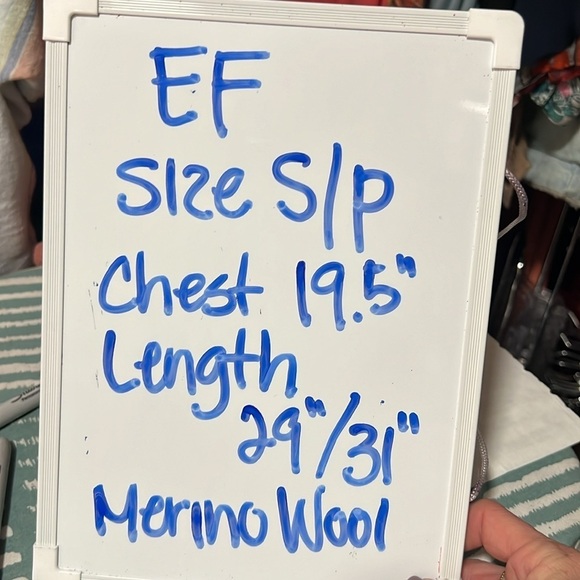 EF
Size S/P
Chest 19.5"
Length
29"/31"
Merino Wool